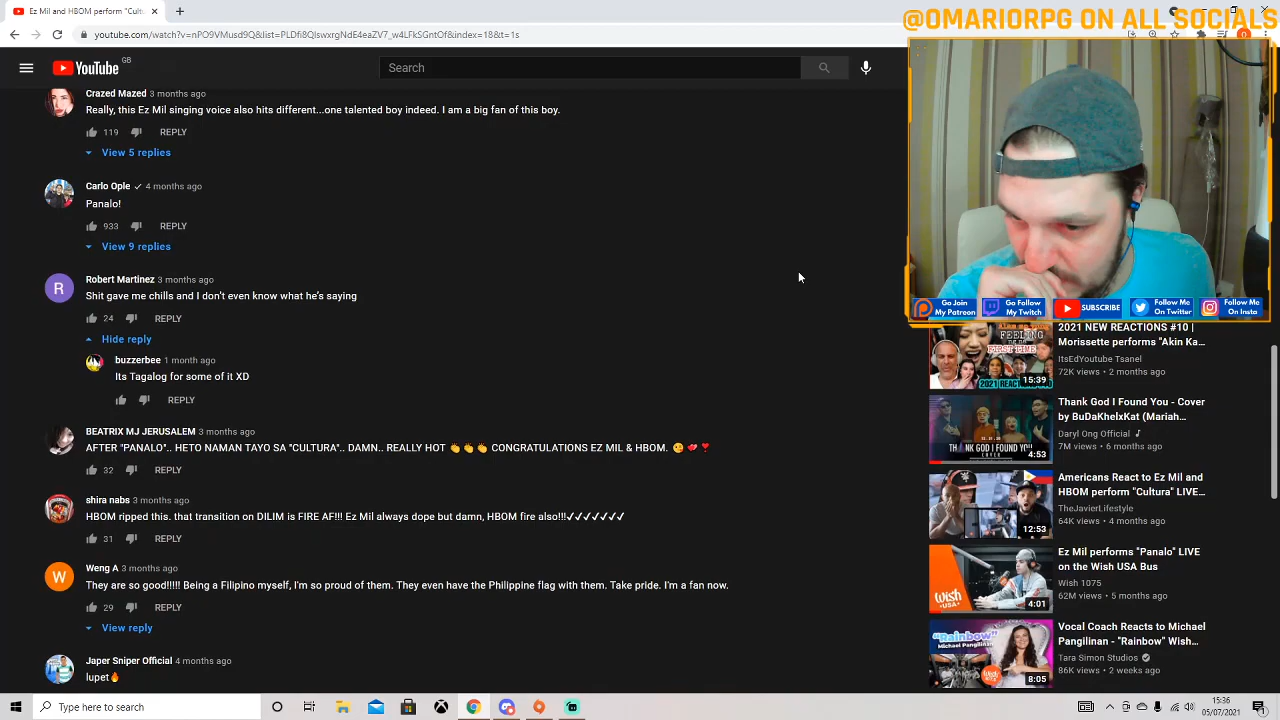 @OMARIORPG ON ALL SOCIALS
Ez Mil and HBOM perform "Cultu
YouTube GB
Search
Crazed Mazed 3 months ago
Really, this Ez Mil singing voice also hits different...one talented boy indeed. I am a big fan of this boy.
119 REPLY
View 5 replies
Carlo Ople 4 months ago
Panalo!
933 REPLY
View 9 replies
Robert Martinez 3 months ago
Shit gave me chills and I don't even know what he's saying
24 REPLY
Hide reply
buzzerbee 1 month ago
Its Tagalog for some of it XD
REPLY
BEATRIX MJ JERUSALEM 3 months ago
AFTER "PANALO".. HETO NAMAN TAYO SA "CULTURA".. DAMN.. REALLY HOT 👏 👏 👏 CONGRATULATIONS EZ MIL & HBOM. 😘 💕 ❣
32 REPLY
shira nabs 3 months ago
HBOM ripped this. that transition on DILIM is FIRE AF!!! Ez Mil always dope but damn, HBOM fire also!!!✓✓✓✓✓✓✓
31 REPLY
Weng A 3 months ago
They are so good!!!!! Being a Filipino myself, I'm so proud of them. They even have the Philippine flag with them. Take pride. I'm a fan now.
29 REPLY
View reply
Japer Sniper Official 4 months ago
lupet🔥
R
W
Go Join My Patreon
Go Follow My Twitch
SUBSCRIBE
Follow Me On Twitter
Follow Me On Insta
FEELING
FIRST TIME
15:39
2021 NEW REACTIONS #10 |
Morissette performs "Akin Ka...
ItsEdYoutube Tsanel
72K views • 2 months ago
4:53
Thank God I Found You - Cover
by BuDaKhelxKat (Mariah...
Daryl Ong Official
7M views • 6 months ago
12:53
Americans React to Ez Mil and
HBOM perform "Cultura" LIVE...
TheJavierLifestyle
64K views • 4 months ago
wish USA
4:01
Ez Mil performs "Panalo" LIVE
on the Wish USA Bus
Wish 1075
62M views • 5 months ago
"Rainbow"
MICHAEL PANGILINAN
8:05
Vocal Coach Reacts to Michael
Pangilinan - "Rainbow" Wish...
Tara Simon Studios
86K views • 2 weeks ago
Type here to search
15:36
05/07/2021